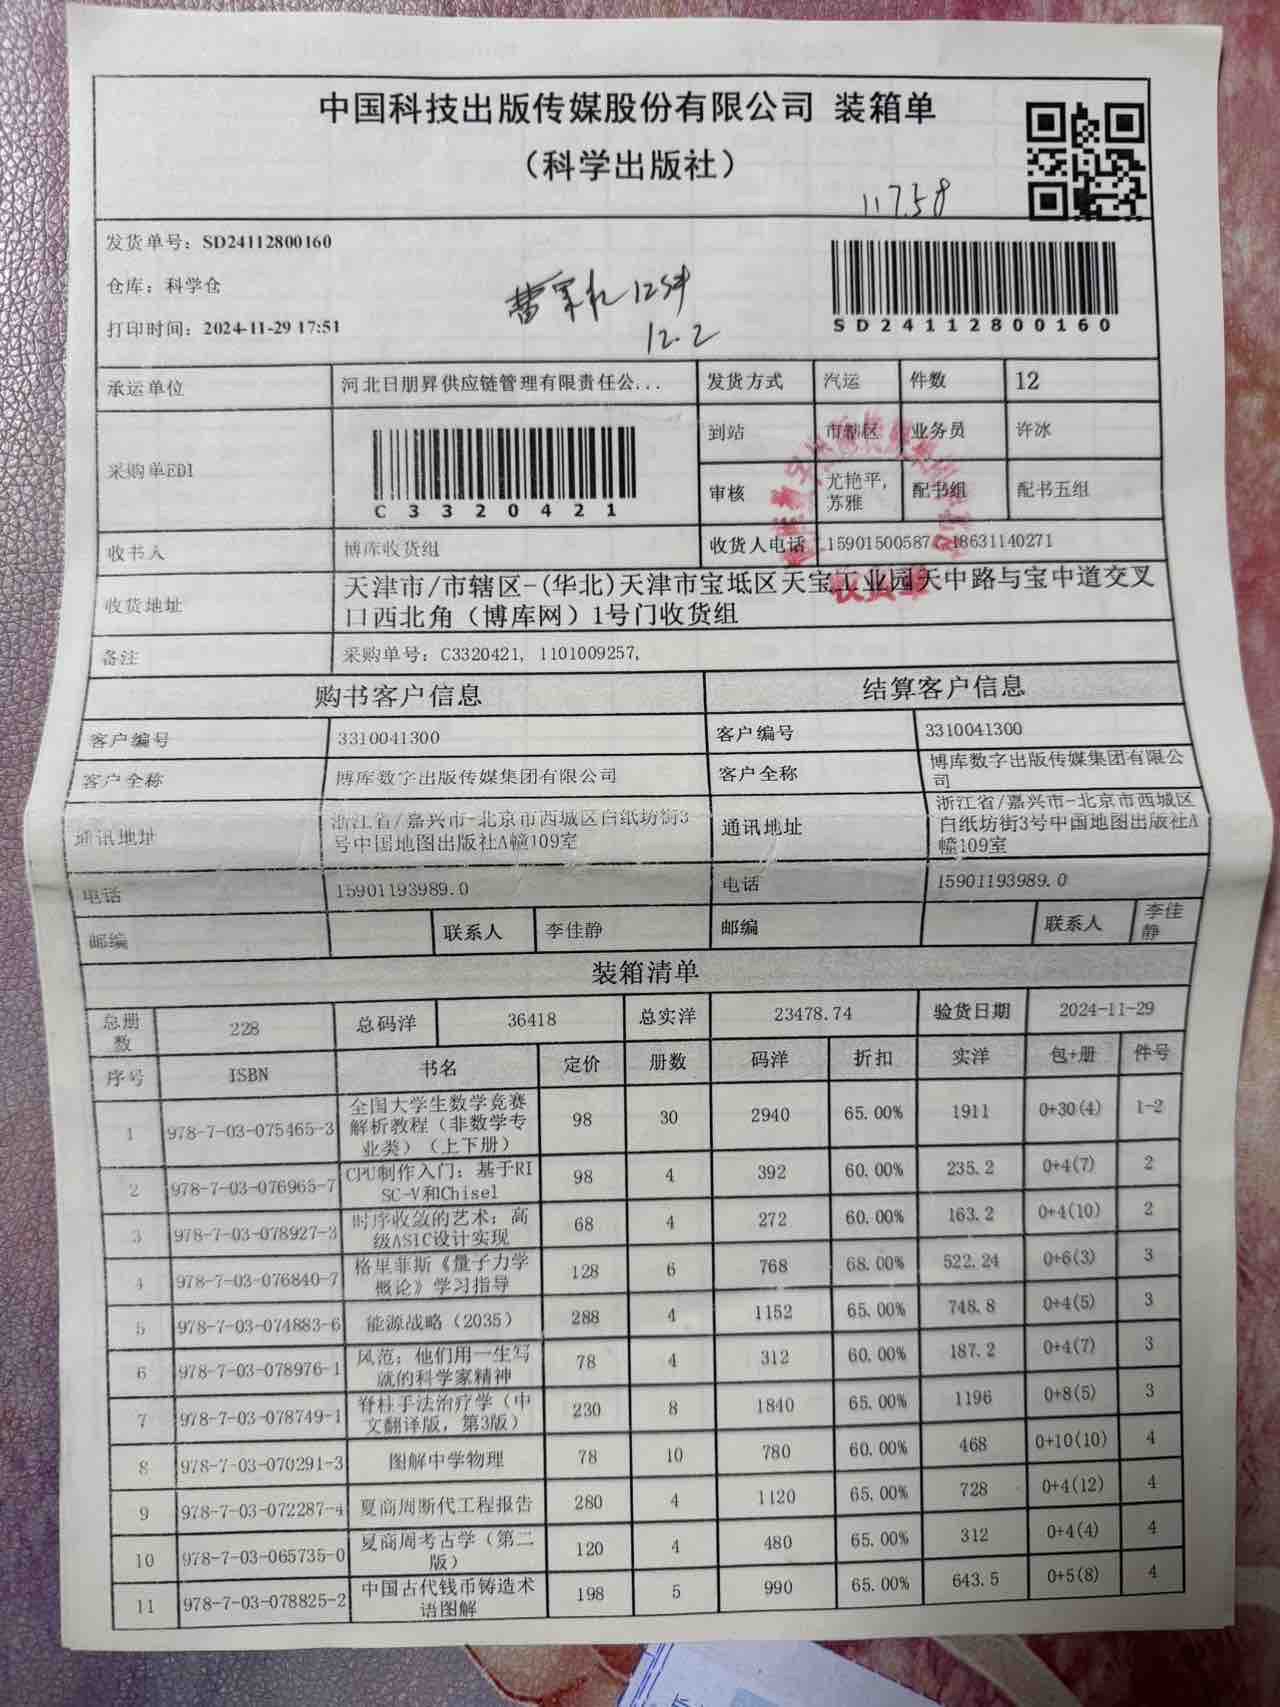 中国科技出版传媒股份有限公司 装箱单
（科学出版社）
117.58
发货单号：SD24112800160
仓库：科学仓
打印时间：2024-11-29 17:51
12件
12.2
SD24112800160
承运单位 河北日朋昇供应链管理有限责任公... 发货方式 汽运 件数 12
采购单EDI C3320421 到站 市辖区 业务员 许冰
审核 尤艳平,苏雅 配书组 配书五组
收书人 博库收货组 收货人电话 15901500587 18631140271
收货地址 天津市/市辖区-(华北)天津市宝坻区天宝工业园天中路与宝中道交叉
口西北角（博库网）1号门收货组
备注 采购单号：C3320421, 1101009257,
购书客户信息 结算客户信息
客户编号 3310041300 客户编号 3310041300
客户全称 博库数字出版传媒集团有限公司 客户全称 博库数字出版传媒集团有限公
司
通讯地址 浙江省/嘉兴市-北京市西城区白纸坊街3
号中国地图出版社A幢109室
通讯地址 浙江省/嘉兴市-北京市西城区
白纸坊街3号中国地图出版社A
幢109室
电话 15901193989.0 电话 15901193989.0
邮编 联系人 李佳静 邮编 联系人 李佳
静
装箱清单
总册数 228 总码洋 36418 总实洋 23478.74 验货日期 2024-11-29
序号 ISBN 书名 定价 册数 码洋 折扣 实洋 包+册 件号
1 978-7-03-075465-3 全国大学生数学竞赛解析教程（非数学专业类）（上下册） 98 30 2940 65.00% 1911 0+30(4) 1-2
2 978-7-03-076965-7 CPU制作入门：基于RISC-V和Chisel 98 4 392 60.00% 235.2 0+4(7) 2
3 978-7-03-078927-3 时序收敛的艺术：高级ASIC设计实现 68 4 272 60.00% 163.2 0+4(10) 2
4 978-7-03-076840-7 格里菲斯《量子力学概论》学习指导 128 6 768 68.00% 522.24 0+6(3) 3
5 978-7-03-074883-6 能源战略（2035） 288 4 1152 65.00% 748.8 0+4(5) 3
6 978-7-03-078976-1 风范：他们用一生写就的科学家精神 78 4 312 60.00% 187.2 0+4(7) 3
7 978-7-03-078749-1 脊柱手法治疗学（中文翻译版，第3版） 230 8 1840 65.00% 1196 0+8(5) 3
8 978-7-03-070291-3 图解中学物理 78 10 780 60.00% 468 0+10(10) 4
9 978-7-03-072287-4 夏商周断代工程报告 280 4 1120 65.00% 728 0+4(12) 4
10 978-7-03-065735-0 夏商周考古学（第二版） 120 4 480 65.00% 312 0+4(4) 4
11 978-7-03-078825-2 中国古代钱币铸造术语图解 198 5 990 65.00% 643.5 0+5(8) 4